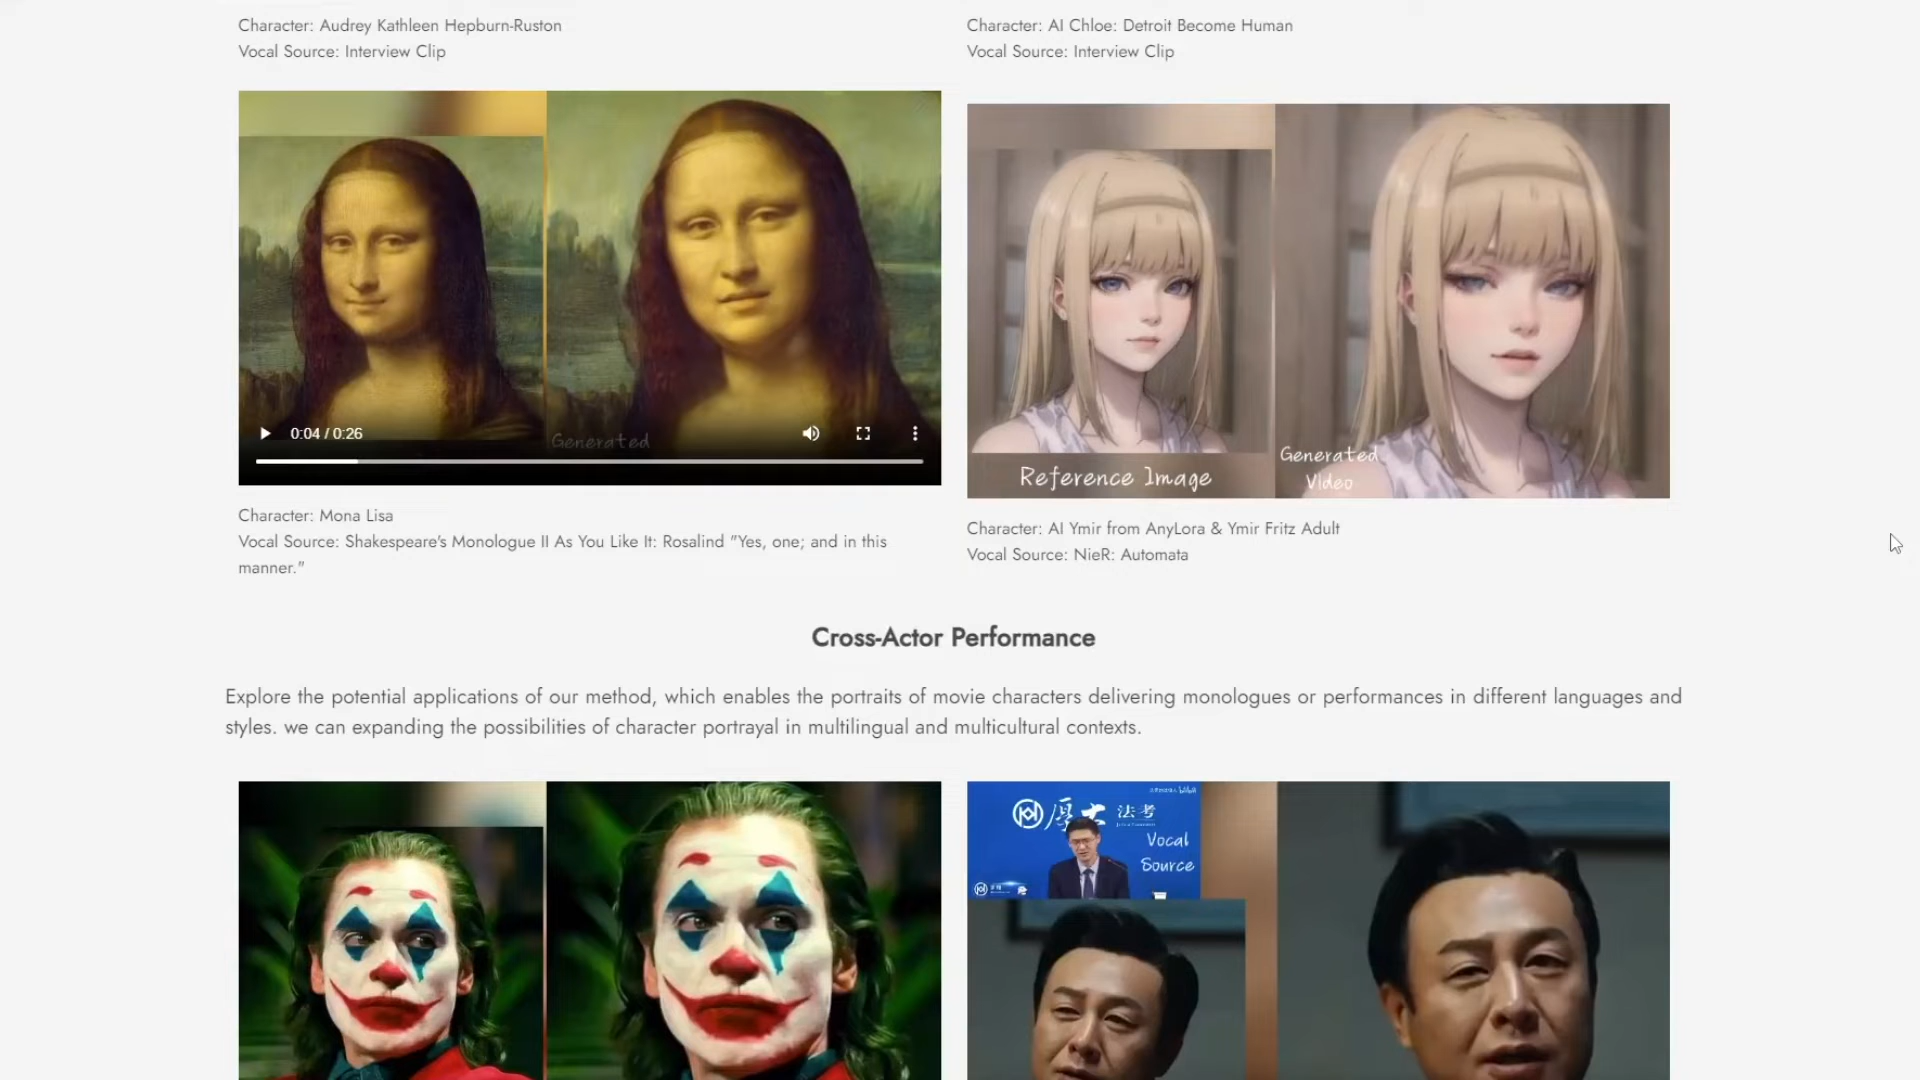 Character: Audrey Kathleen Hepburn-Ruston
Vocal Source: Interview Clip
Character: AI Chloe: Detroit Become Human
Vocal Source: Interview Clip
0:04 / 0:26
Generated
Reference Image
Generated
Video
Character: Mona Lisa
Vocal Source: Shakespeare's Monologue II As You Like It: Rosalind "Yes, one; and in this
manner."
Character: AI Ymir from AnyLora & Ymir Fritz Adult
Vocal Source: NieR: Automata
Cross-Actor Performance
Explore the potential applications of our method, which enables the portraits of movie characters delivering monologues or performances in different languages and
styles. we can expanding the possibilities of character portrayal in multilingual and multicultural contexts.
厚大 法考
Vocal
Source